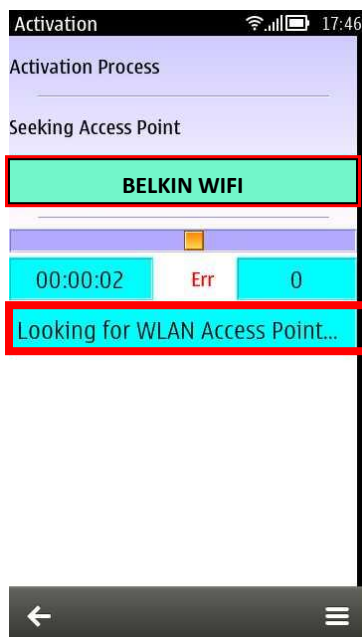 Activation 17:46
Activation Process
Seeking Access Point
BELKIN WIFI
00:00:02 Err 0
Looking for WLAN Access Point...